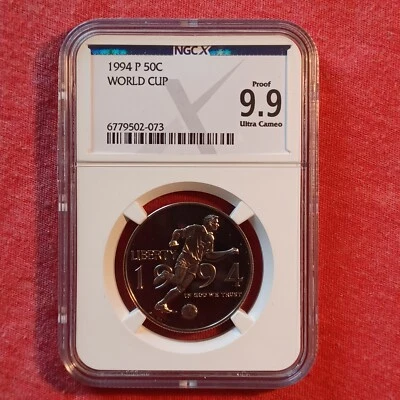 NGCX
1994 P 50C
WORLD CUP
6779502-073
Proof
9.9
Ultra Cameo
LIBERTY
1994
IN GOD WE TRUST